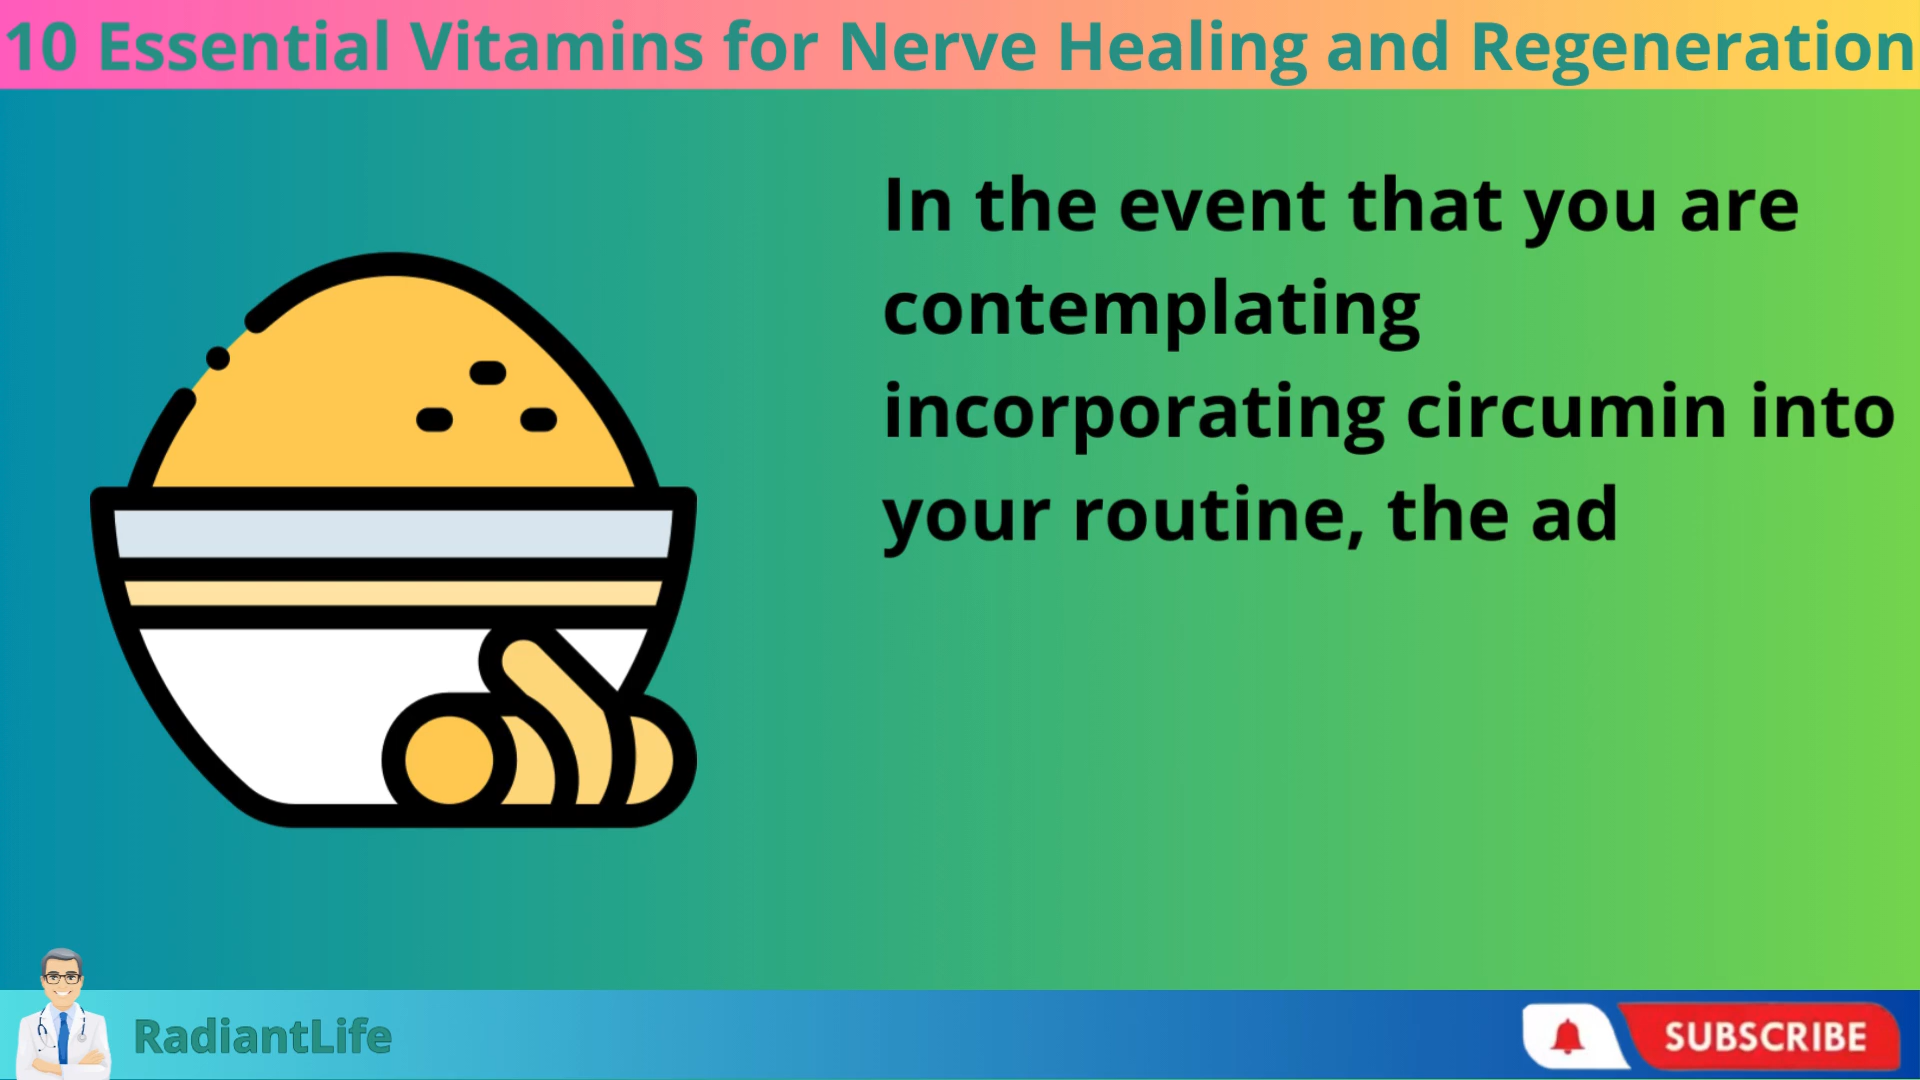 10 Essential Vitamins for Nerve Healing and Regeneration
In the event that you are
contemplating
incorporating circumin into
your routine, the ad
RadiantLife
SUBSCRIBE